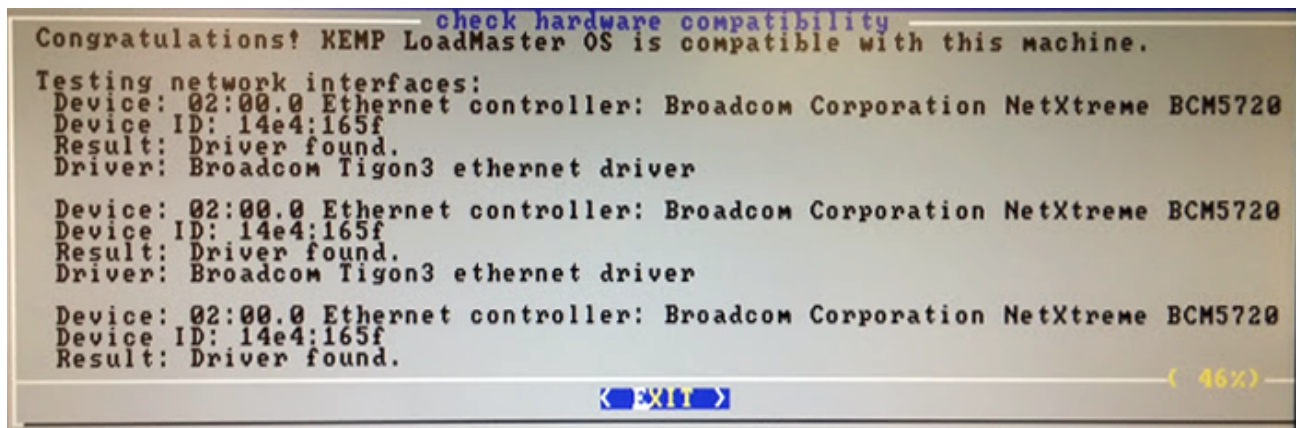 check hardware compatibility
Congratulations! KEMP LoadMaster OS is compatible with this machine.
Testing network interfaces:
Device: 02:00.0 Ethernet controller: Broadcom Corporation NetXtreme BCM5720
Device ID: 14e4:165f
Result: Driver found.
Driver: Broadcom Tigon3 ethernet driver
Device: 02:00.0 Ethernet controller: Broadcom Corporation NetXtreme BCM5720
Device ID: 14e4:165f
Result: Driver found.
Driver: Broadcom Tigon3 ethernet driver
Device: 02:00.0 Ethernet controller: Broadcom Corporation NetXtreme BCM5720
Device ID: 14e4:165f
Result: Driver found.
( 46%)
< EXIT >